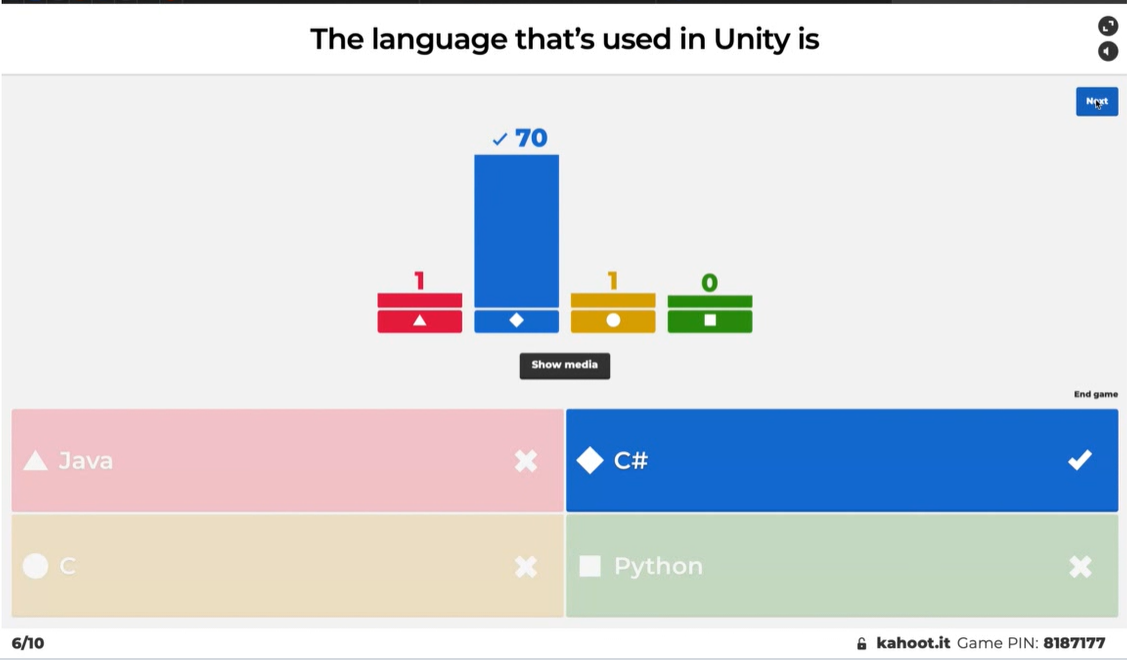 The language that’s used in Unity is
Next
✓ 70
1
1
0
Show media
End game
Java
C#
C
Python
6/10
kahoot.it Game PIN: 8187177